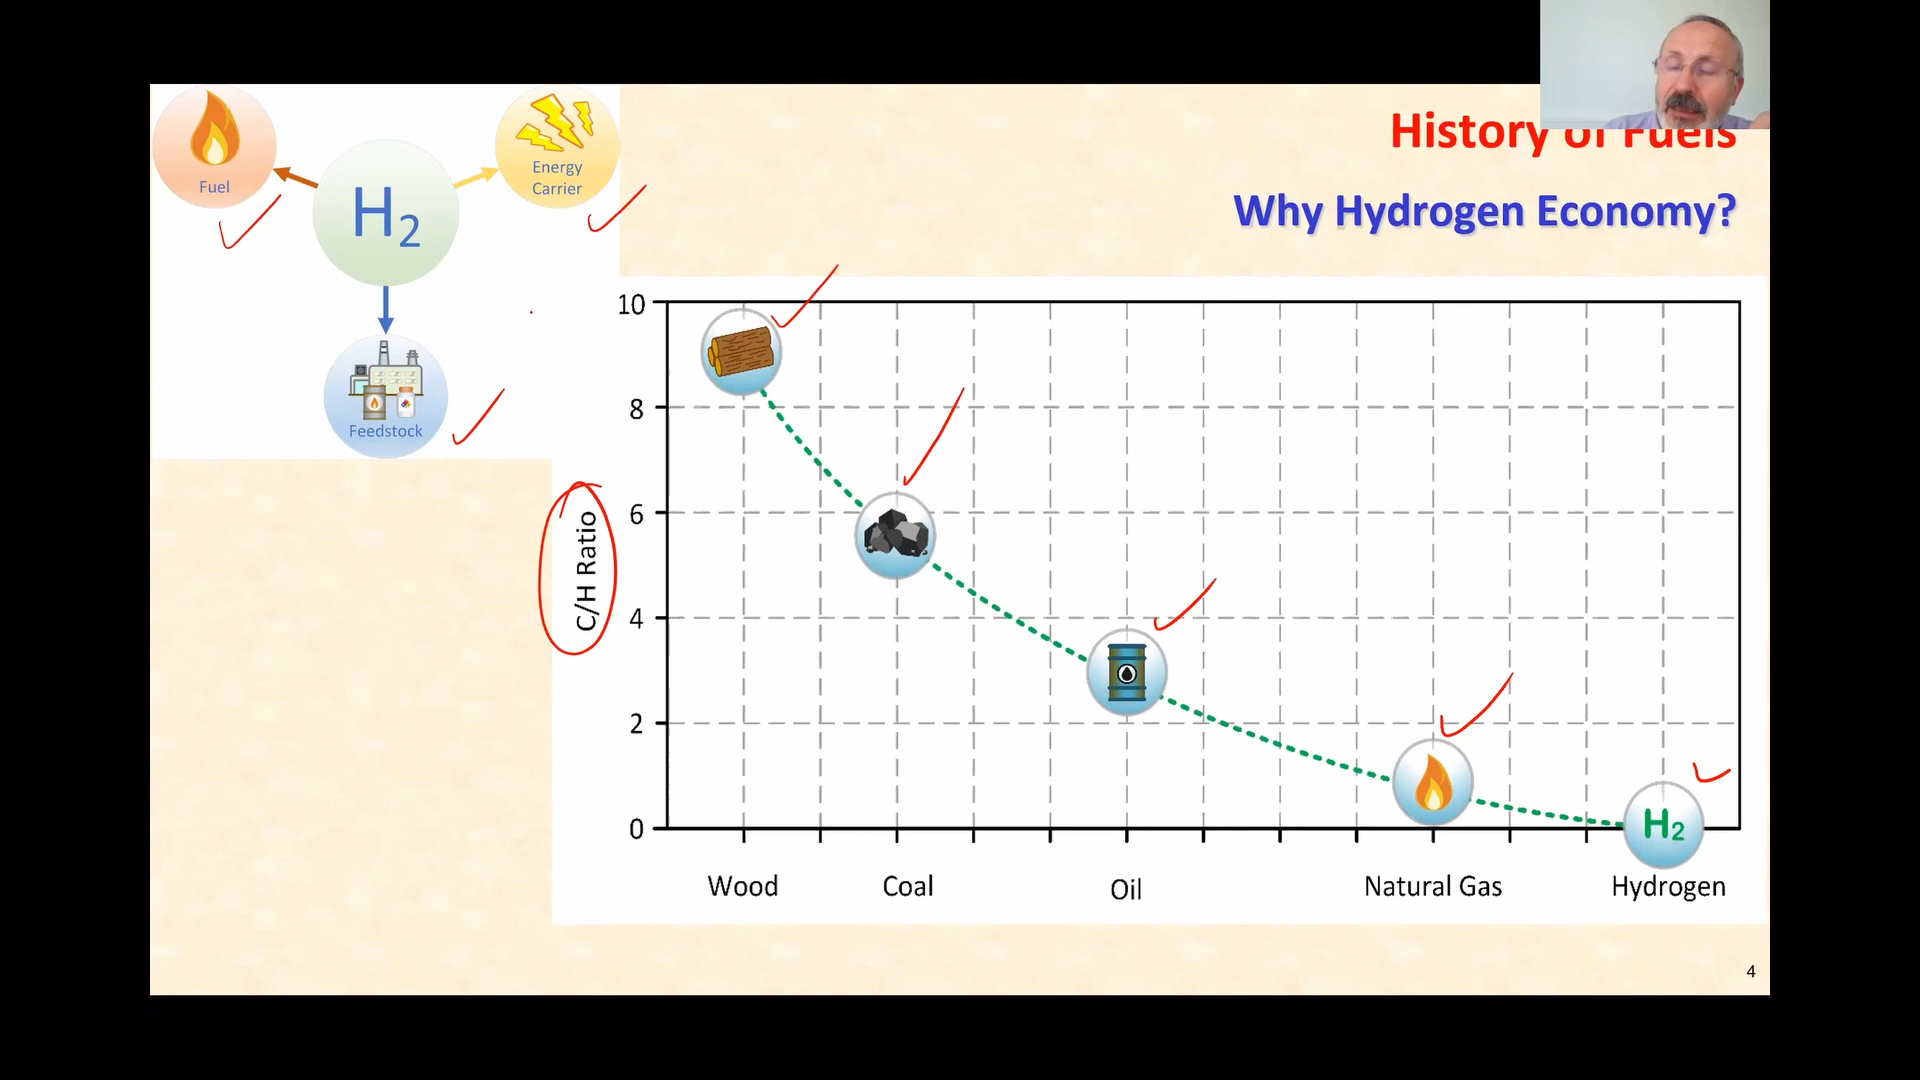 History of Fuels
Why Hydrogen Economy?
Fuel
Energy
Carrier
H2
Feedstock
C/H Ratio
10
8
6
4
2
0
H2
Wood
Coal
Oil
Natural Gas
Hydrogen
4